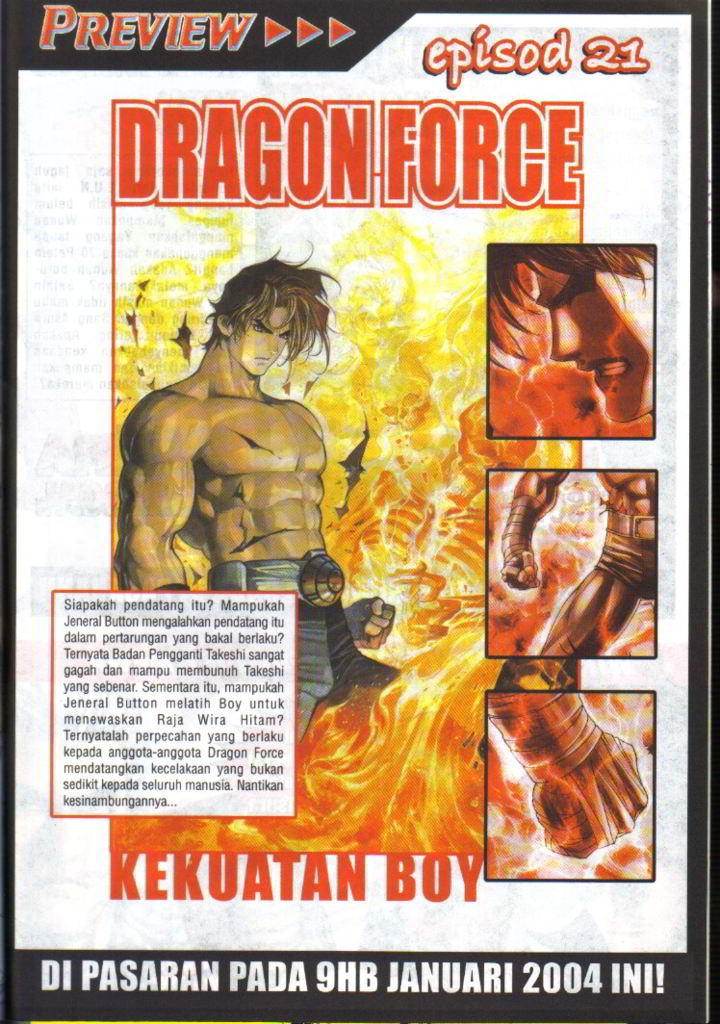 PREVIEW
episod 21
DRAGON FORCE
Siapakah pendatang itu? Mampukah
Jeneral Button mengalahkan pendatang itu
dalam pertarungan yang bakal berlaku?
Ternyata Badan Pengganti Takeshi sangat
gagah dan mampu membunuh Takeshi
yang sebenar. Sementara itu, mampukah
Jeneral Button melatih Boy untuk
menewaskan Raja Wira Hitam?
Ternyatalah perpecahan yang berlaku
kepada anggota-anggota Dragon Force
mendatangkan kecelakaan yang bukan
sedikit kepada seluruh manusia. Nantikan
kesinambungannya...
KEKUATAN BOY
DI PASARAN PADA 9HB JANUARI 2004 INI!